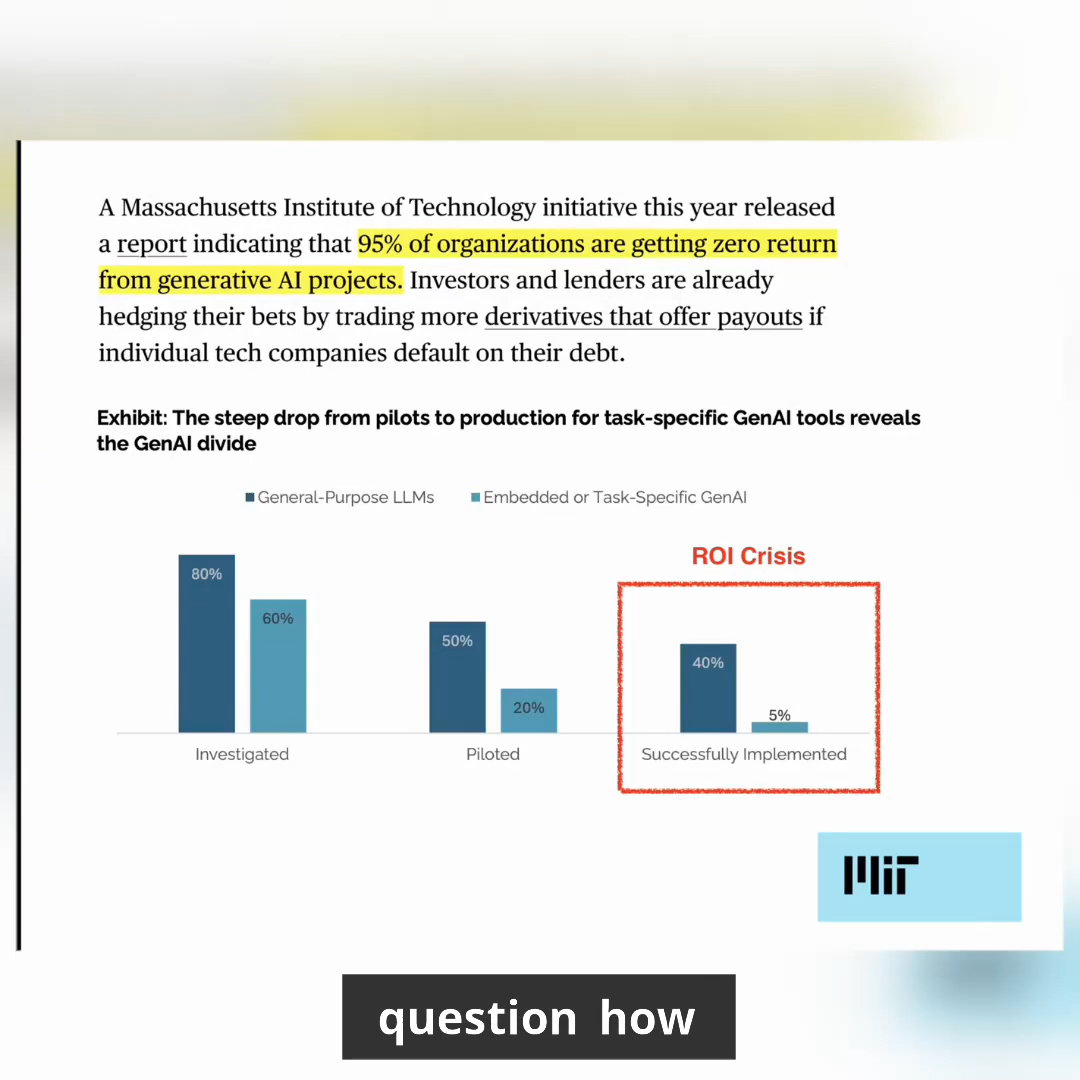 A Massachusetts Institute of Technology initiative this year released
a report indicating that 95% of organizations are getting zero return
from generative AI projects. Investors and lenders are already
hedging their bets by trading more derivatives that offer payouts if
individual tech companies default on their debt.
Exhibit: The steep drop from pilots to production for task-specific GenAI tools reveals
the GenAI divide
General-Purpose LLMs Embedded or Task-Specific GenAI
ROI Crisis
80%
60%
50%
20%
40%
5%
Investigated
Piloted
Successfully Implemented
MIT
question how